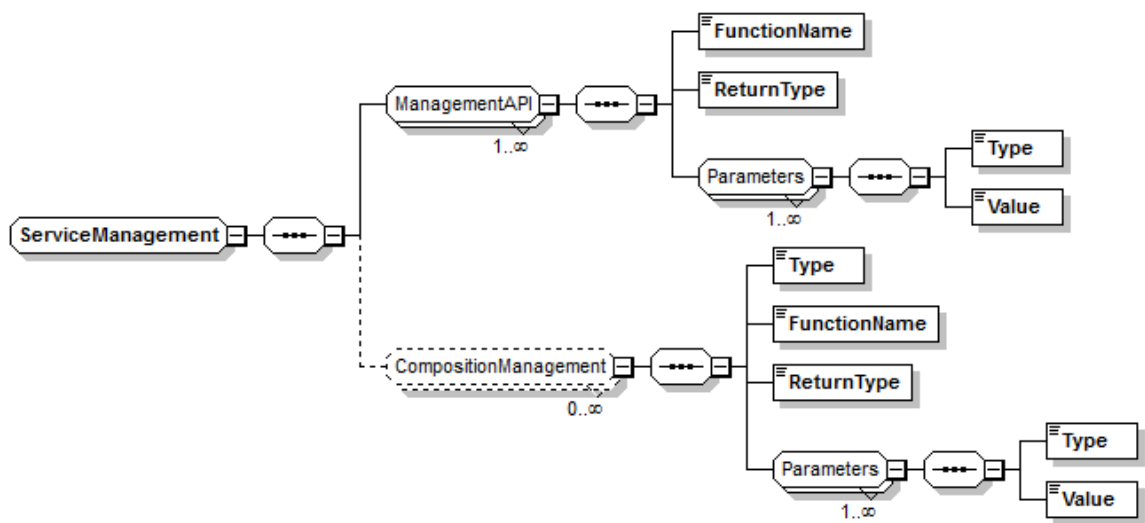 FunctionName
ReturnType
ManagementAPI
1..∞
Parameters
1..∞
Type
Value
ServiceManagement
Type
FunctionName
ReturnType
CompositionManagement
0..∞
Parameters
1..∞
Type
Value